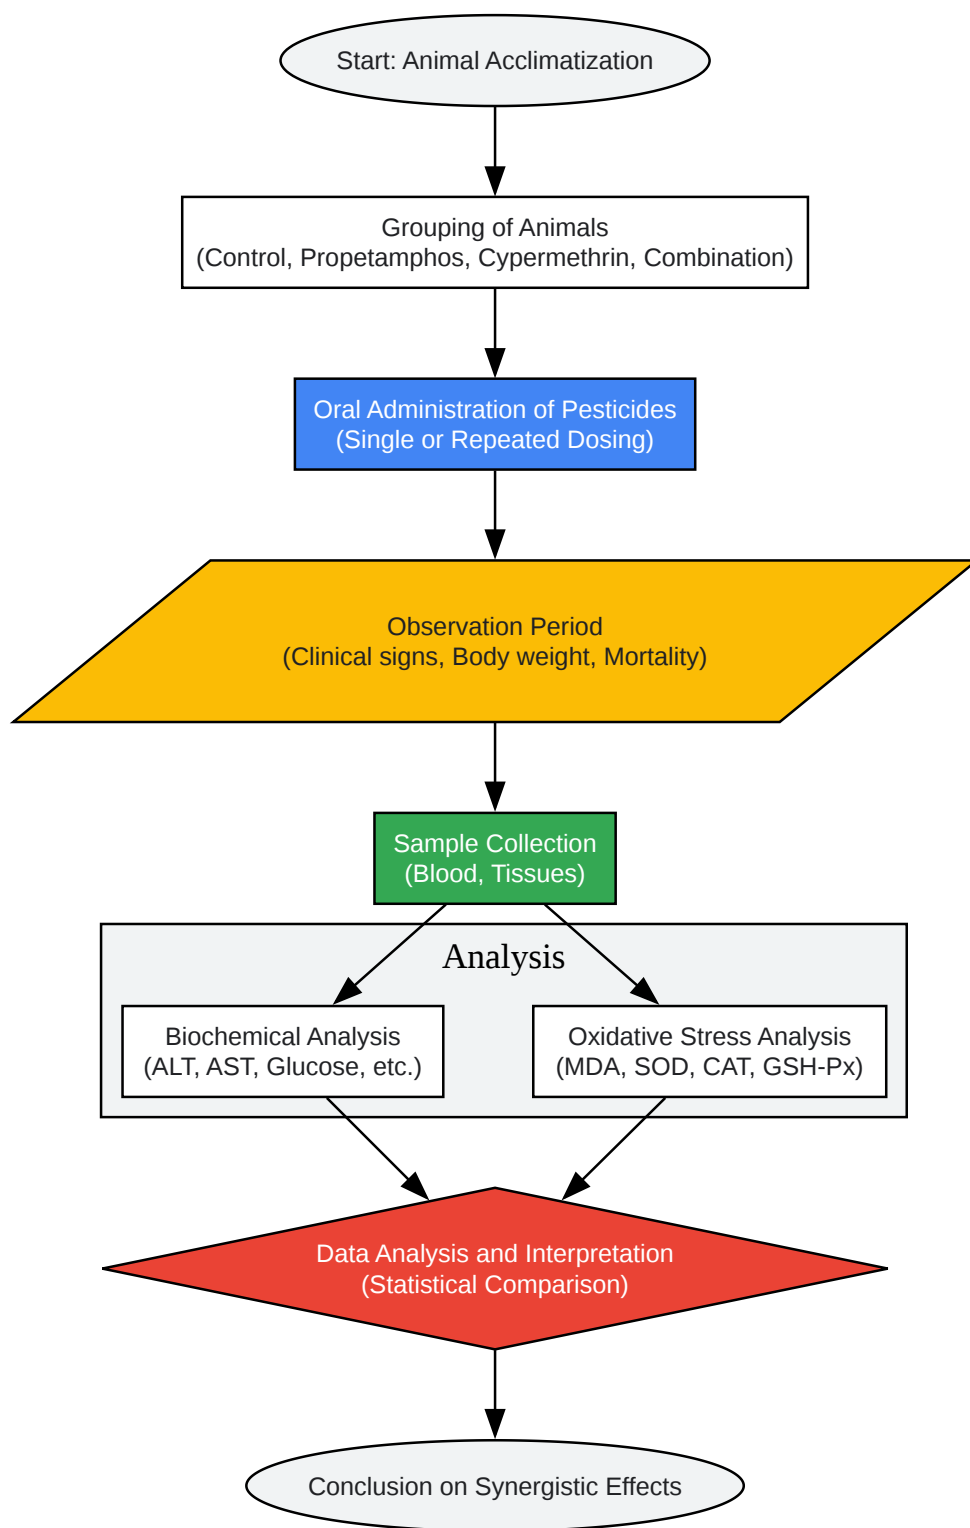 Start: Animal Acclimatization
Grouping of Animals
(Control, Propetamphos, Cypermethrin, Combination)
Oral Administration of Pesticides
(Single or Repeated Dosing)
Observation Period
(Clinical signs, Body weight, Mortality)
Sample Collection
(Blood, Tissues)
Analysis
Biochemical Analysis
(ALT, AST, Glucose, etc.)
Oxidative Stress Analysis
(MDA, SOD, CAT, GSH-Px)
Data Analysis and Interpretation
(Statistical Comparison)
Conclusion on Synergistic Effects